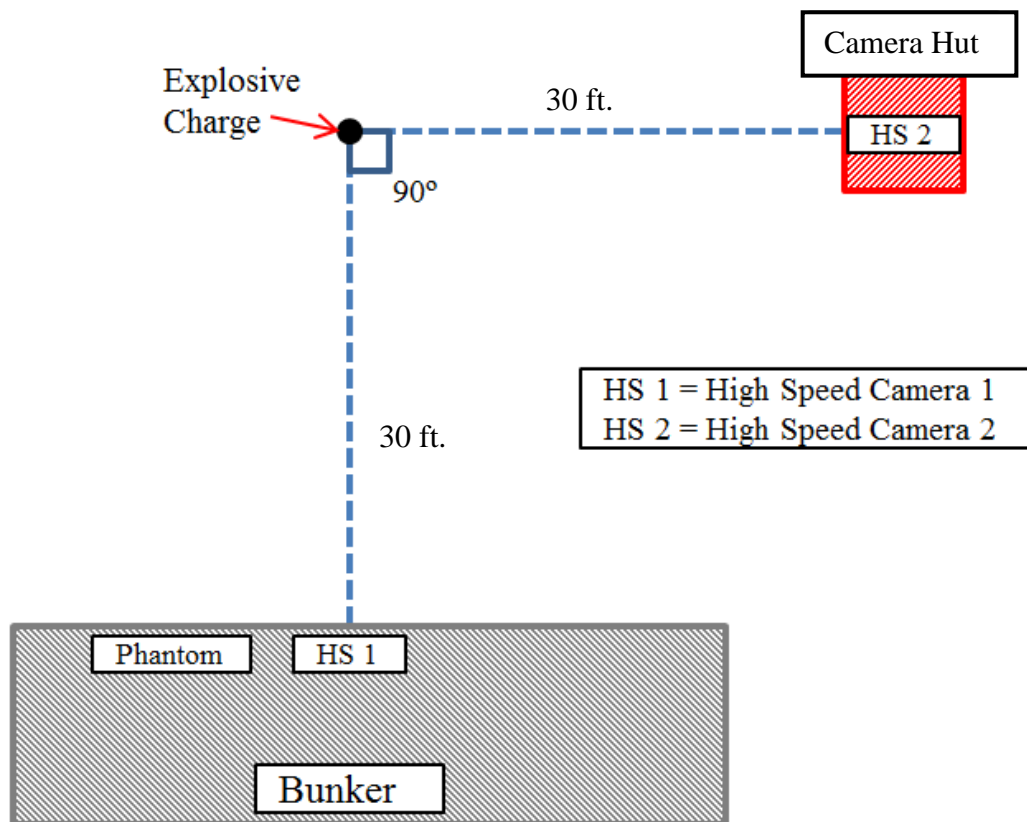 Camera Hut
Explosive
Charge
30 ft.
HS 2
90º
30 ft.
HS 1 = High Speed Camera 1
HS 2 = High Speed Camera 2
Phantom
HS 1
Bunker